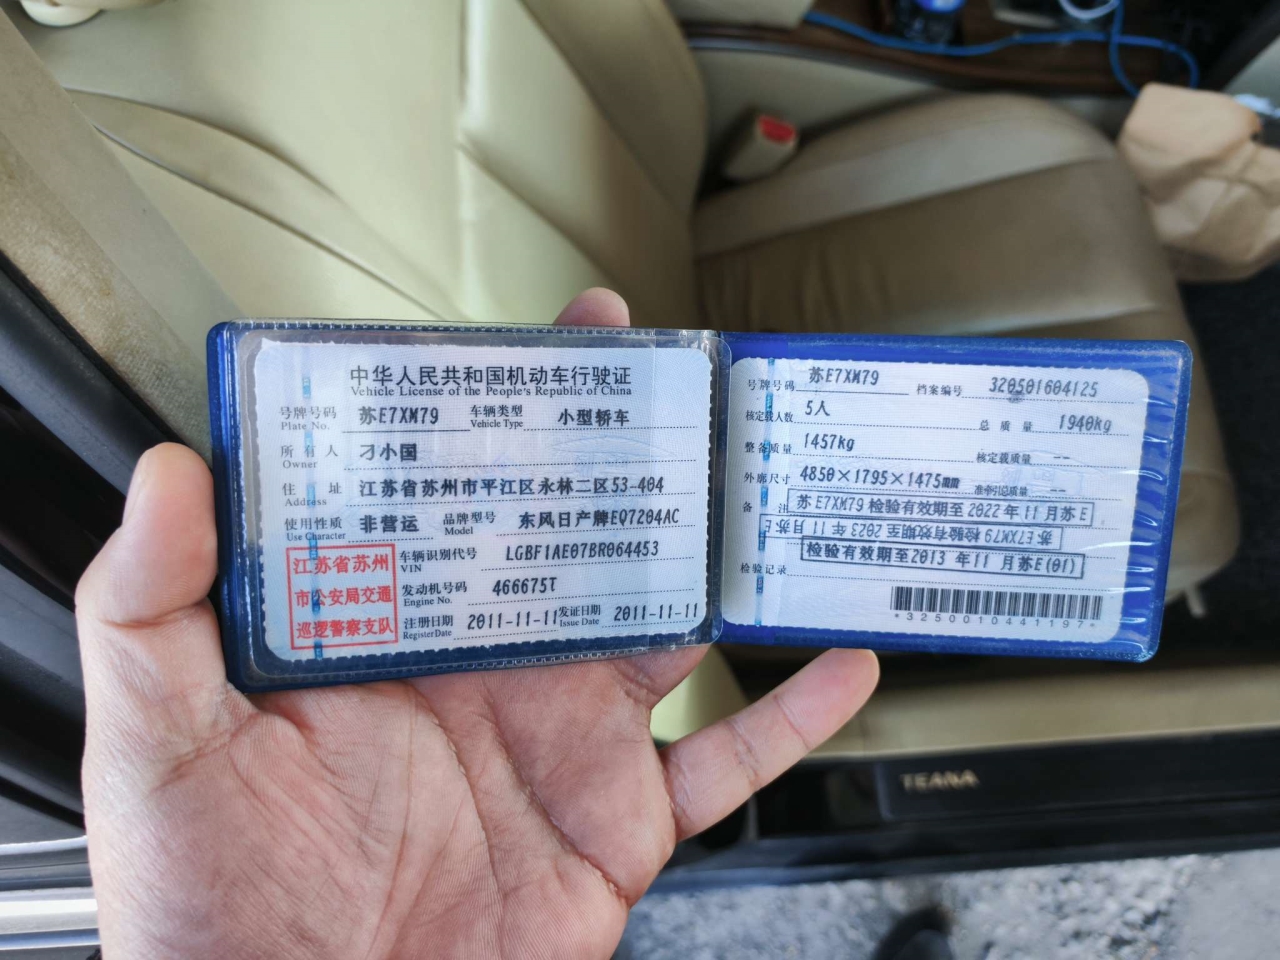 中华人民共和国机动车行驶证
Vehicle License of the People's Republic of China
号牌号码 苏E7XM79 车辆类型 小型轿车
Plate No. Vehicle Type
所有人 刁小国
Owner
住址 江苏省苏州市平江区永林二区53-404
Address
使用性质 非营运 品牌型号 东风日产牌EQ7204AC
Use Character Model
江苏省苏州
市公安局交通
巡逻警察支队
车辆识别代号 LGBF1AE07BR064453
VIN
发动机号码 466675T
Engine No.
注册日期 2011-11-11 发证日期 2011-11-11
Register Date Issue Date
号牌号码 苏E7XM79 档案编号 320501604125
核定载人数 5人 总质量 1940kg
整备质量 1457kg 核定载质量 --
外廓尺寸 4850×1795×1475 准牵引总质量 --
备注 苏E7XM79 检验有效期至2022年11月苏E
苏E7XM79 检验有效期至2023年11月苏E
检验有效期至2013年11月苏E(01)
检验记录
*3250010441197*
TEANA